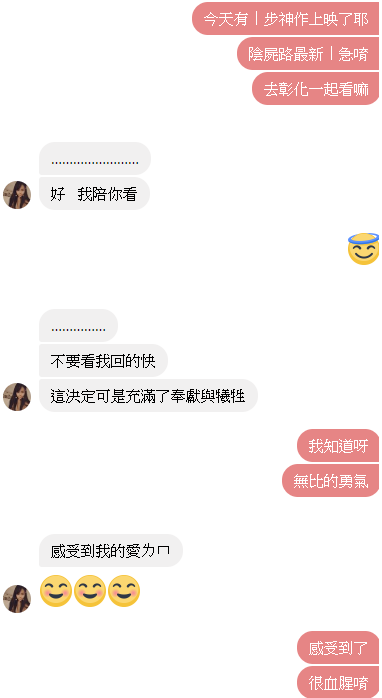 今天有｜步神作上映了耶
陰屍路最新｜急唷
去彰化一起看嘛
........................
好 我陪你看
...............
不要看我回的快
這決定可是充滿了奉獻與犧牲
我知道呀
無比的勇氣
感受到我的愛ㄌㄇ
感受到了
很血腥唷